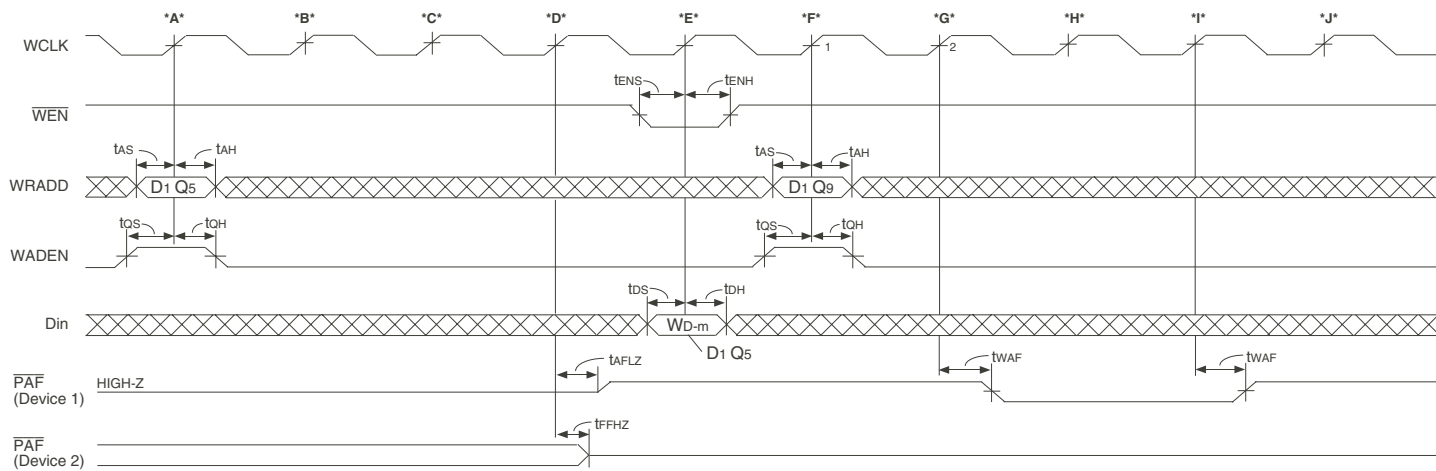 *A* *B* *C* *D* *E* *F* *G* *H* *I* *J*
WCLK 1 2
tENS tENH
WEN
tAS tAH tAS tAH
WRADD D1 Q5 D1 Q9
tQS tQH tQS tQH
WADEN
tDS tDH
Din WD-m
D1 Q5
tAFLZ tWAF tWAF
PAF HIGH-Z
(Device 1)
tFFHZ
PAF
(Device 2)